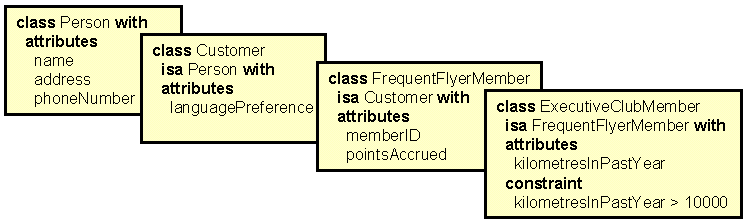 class Person with
attributes
name
address
phoneNumber
class Customer
isa Person with
attributes
languagePreference
class FrequentFlyerMember
isa Customer with
attributes
memberID
pointsAccrued
class ExecutiveClubMember
isa FrequentFlyerMember with
attributes
kilometresInPastYear
constraint
kilometresInPastYear > 10000